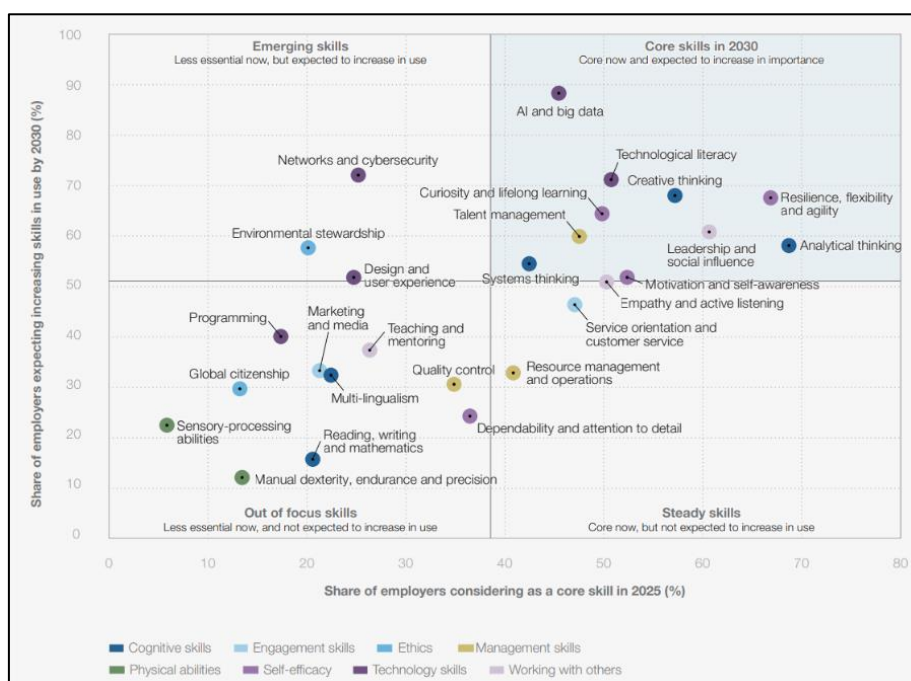 100
90
80
70
60
50
40
30
20
10
0
Share of employers expecting increasing skills in use by 2030 (%)
Emerging skills
Less essential now, but expected to increase in use
Core skills in 2030
Core now and expected to increase in importance
AI and big data
Networks and cybersecurity
Technological literacy
Creative thinking
Curiosity and lifelong learning
Resilience, flexibility
and agility
Talent management
Environmental stewardship
Leadership and
social influence
Analytical thinking
Design and
user experience
Systems thinking
Motivation and self-awareness
Empathy and active listening
Programming
Marketing
and media
Teaching and
mentoring
Service orientation and
customer service
Global citizenship
Quality control
Resource management
and operations
Multi-lingualism
Sensory-processing
abilities
Reading, writing
and mathematics
Dependability and attention to detail
Manual dexterity, endurance and precision
Out of focus skills
Less essential now, and not expected to increase in use
Steady skills
Core now, but not expected to increase in use
0 10 20 30 40 50 60 70 80
Share of employers considering as a core skill in 2025 (%)
Cognitive skills Engagement skills Ethics Management skills
Physical abilities Self-efficacy Technology skills Working with others